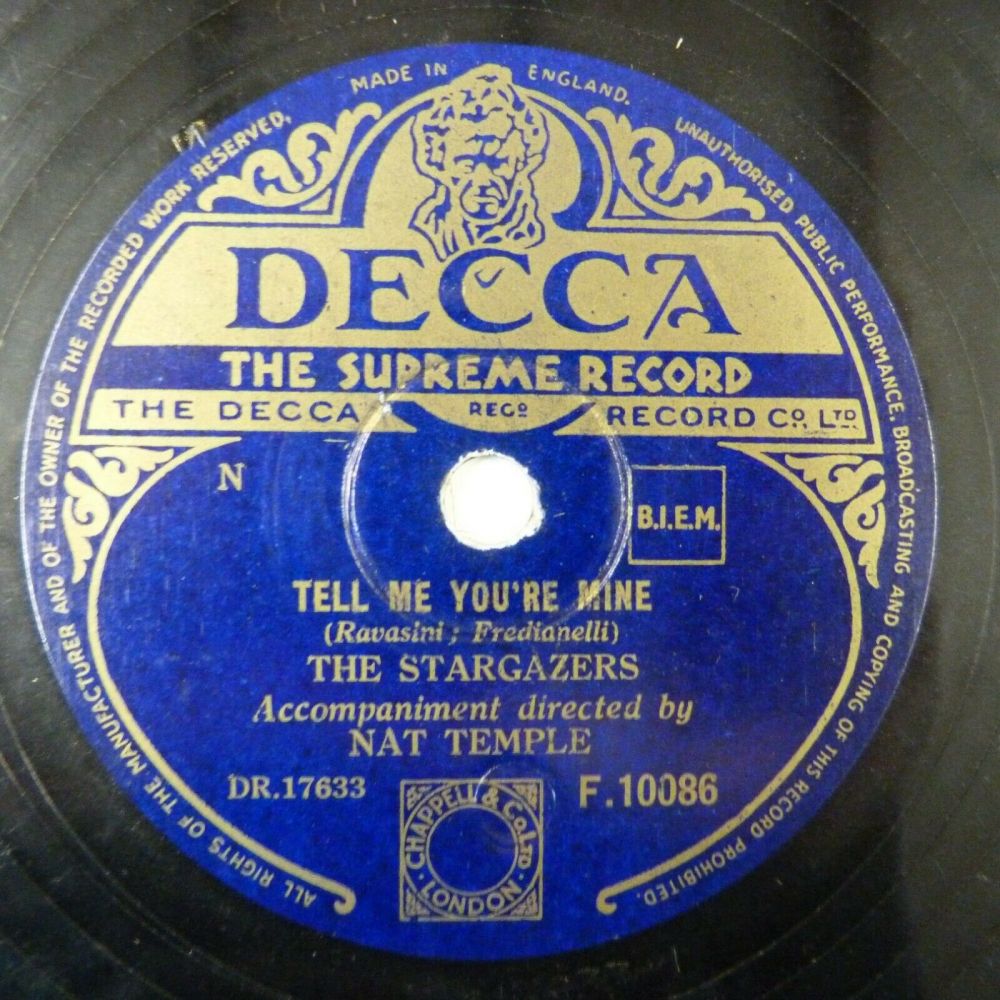 ALL RIGHTS OF THE MANUFACTURER AND OF THE OWNER OF THE RECORDED WORK RESERVED.
MADE IN ENGLAND.
UNAUTHORISED PUBLIC PERFORMANCE. BROADCASTING AND COPYING OF THIS RECORD PROHIBITED.
DECCA
THE SUPREME RECORD
THE DECCA REGD RECORD CO. LTD
N
B.I.E.M.
TELL ME YOU'RE MINE
(Ravasini ; Fredianelli)
THE STARGAZERS
Accompaniment directed by
NAT TEMPLE
DR.17633 F.10086
CHAPPELL & CO. LTD · LONDON ·